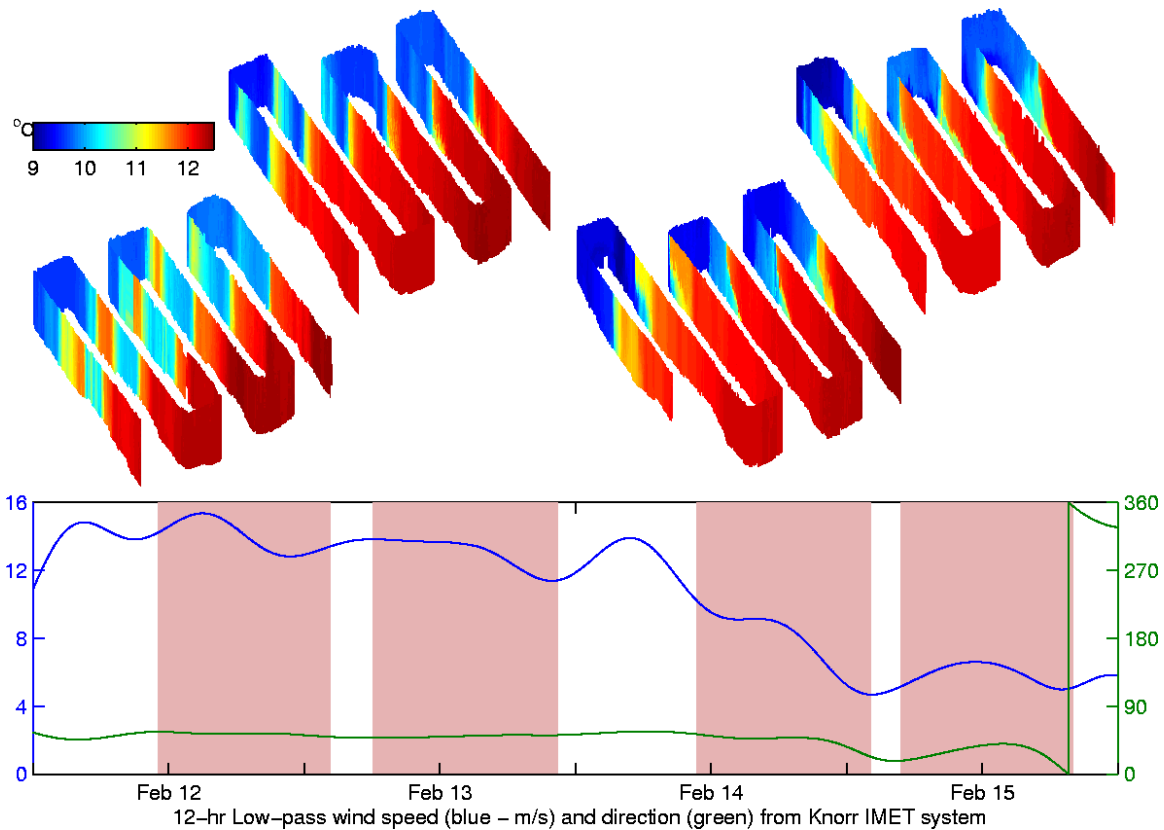 °C
9 10 11 12
16 360
12 270
8 180
4 90
0 0
Feb 12 Feb 13 Feb 14 Feb 15
12-hr Low-pass wind speed (blue - m/s) and direction (green) from Knorr IMET system